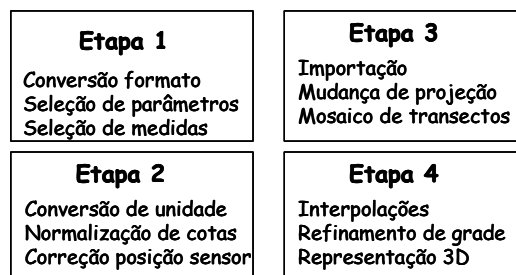 Etapa 1
Conversão formato
Seleção de parâmetros
Seleção de medidas
Etapa 2
Conversão de unidade
Normalização de cotas
Correção posição sensor
Etapa 3
Importação
Mudança de projeção
Mosaico de transectos
Etapa 4
Interpolações
Refinamento de grade
Representação 3D